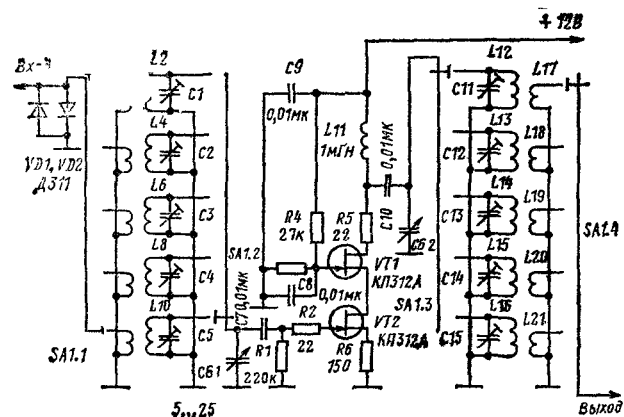 + 12В
Вх-д
L2
C1
L4
C2
VD1, VD2
Д311
L6
C3
L8
C4
L10
C5
SA1.1
5...25
C9
0,01мк
L11
1мГн
0,01мк
C10
R4
27к
R5
22
SA1.2
C8
0,01мк
C7 0,01мк
R2
22
R1
220к
Сб1
VT1
КП312А
SA1.3
VT2
КП312А
R6
150
Сб2
L12
C11
L17
L13
C12
L18
L14
C13
L19
L15
C14
L20
L16
C15
L21
SA1.4
Выход